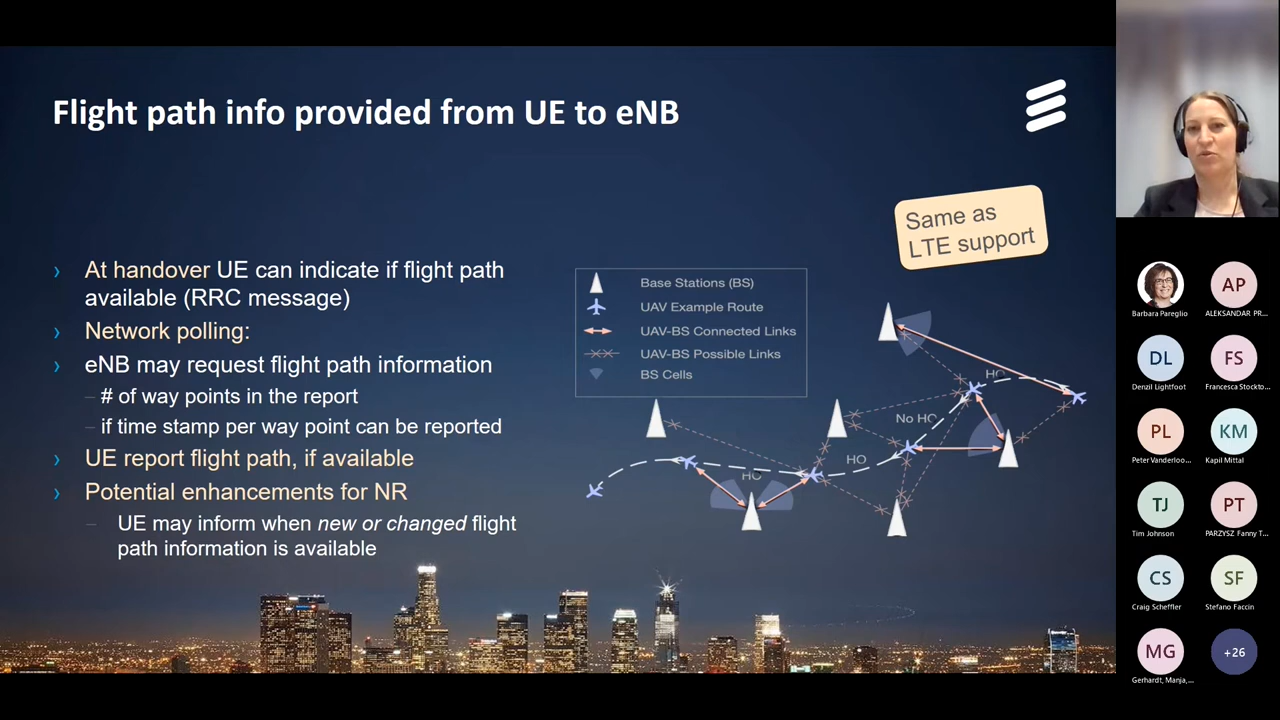 Flight path info provided from UE to eNB
Same as
LTE support
› At handover UE can indicate if flight path
available (RRC message)
› Network polling:
› eNB may request flight path information
– # of way points in the report
– if time stamp per way point can be reported
› UE report flight path, if available
› Potential enhancements for NR
– UE may inform when new or changed flight
path information is available
Base Stations (BS)
UAV Example Route
UAV-BS Connected Links
UAV-BS Possible Links
BS Cells
HO
No HO
HO
HO
Barbara Pareglio
AP
ALEKSANDAR PR...
DL
Denzil Lightfoot
FS
Francesca Stockto...
PL
Peter Vanderloo...
KM
Kapil Mittal
TJ
Tim Johnson
PT
PARZYSZ Fanny T...
CS
Craig Scheffler
SF
Stefano Faccin
MG
Gerhardt, Manja,...
+26